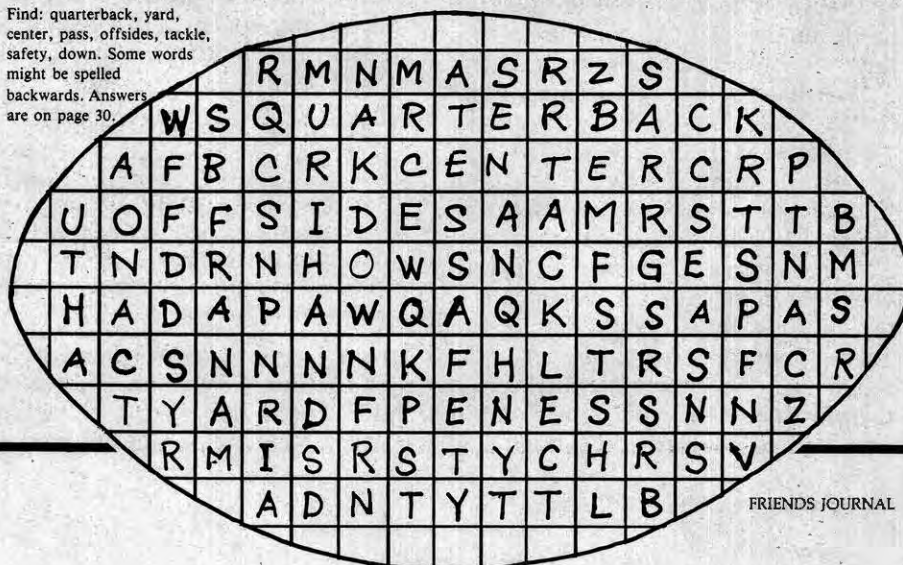 Find: quarterback, yard,
center, pass, offsides, tackle,
safety, down. Some words
might be spelled
backwards. Answers
are on page 30.
R M N M A S R Z S
W S Q U A R T E R B A C K
A F B C R K C E N T E R C R P
U O F F S I D E S A A M R S T T B
T N D R N H O W S N C F G E S N M
H A D A P A W Q A Q K S S A P A S
A C S N N N N K F H L T R S F C R
T Y A R D F P E N E S S N N Z
R M I S R S T Y C H R S V
A D N T Y T T L B
FRIENDS JOURNAL